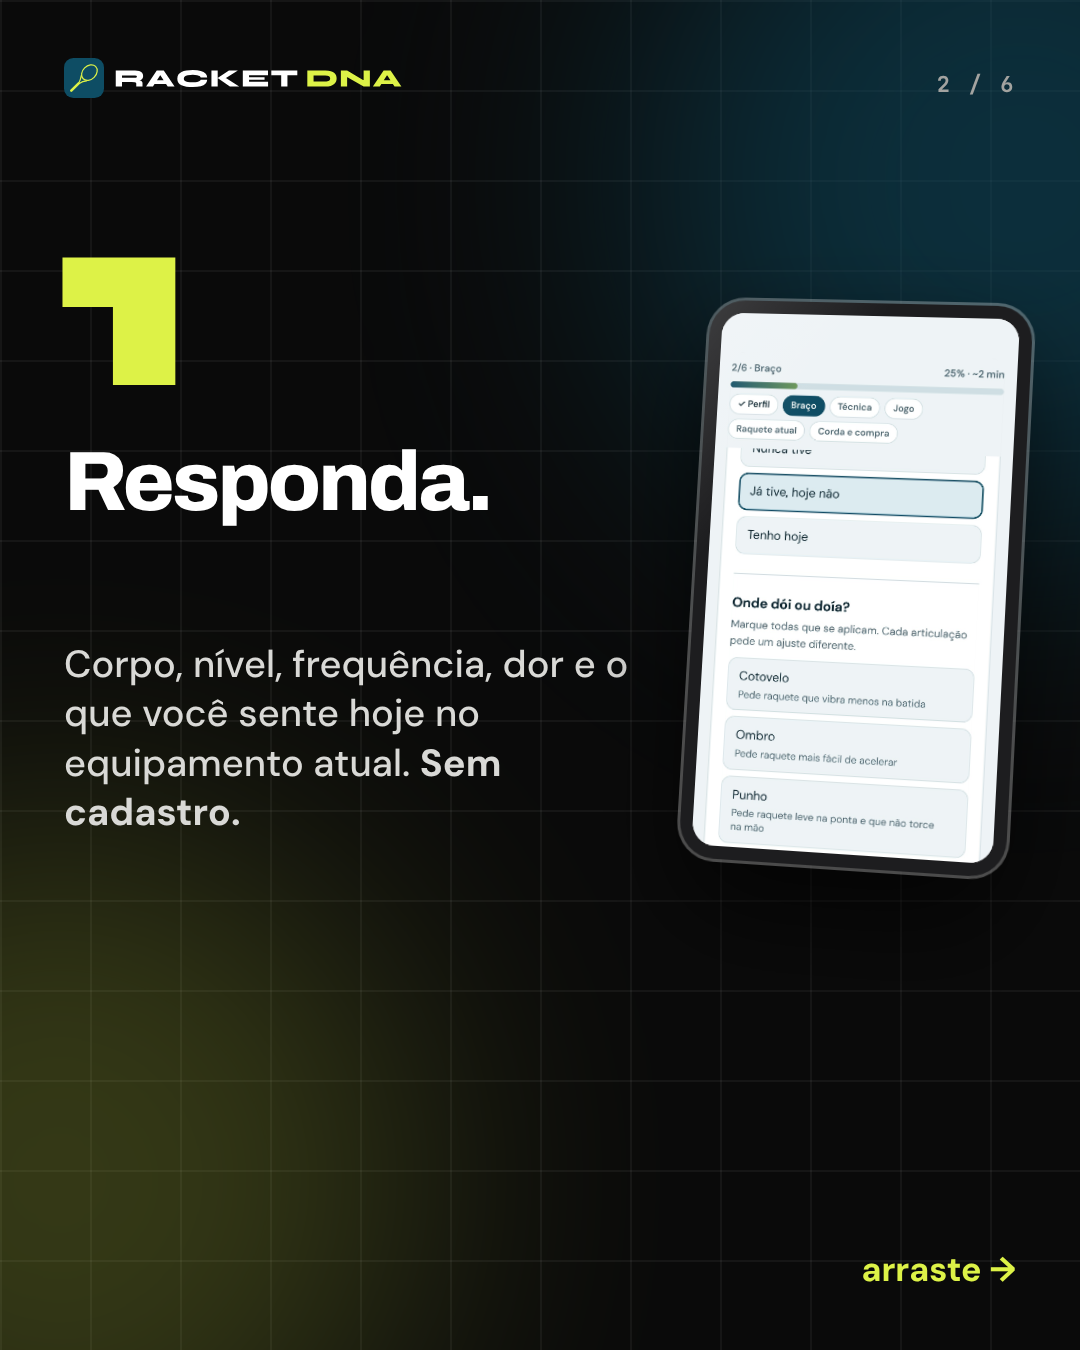 RACKET DNA
2 / 6
1
Responda.
Corpo, nível, frequência, dor e o
que você sente hoje no
equipamento atual. Sem
cadastro.
2/6 · Braço
25% · ~2 min
✓ Perfil
Braço
Técnica
Jogo
Raquete atual
Corda e compra
Nunca tive
Já tive, hoje não
Tenho hoje
Onde dói ou doía?
Marque todas que se aplicam. Cada articulação
pede um ajuste diferente.
Cotovelo
Pede raquete que vibra menos na batida
Ombro
Pede raquete mais fácil de acelerar
Punho
Pede raquete leve na ponta e que não torce
na mão
arraste →